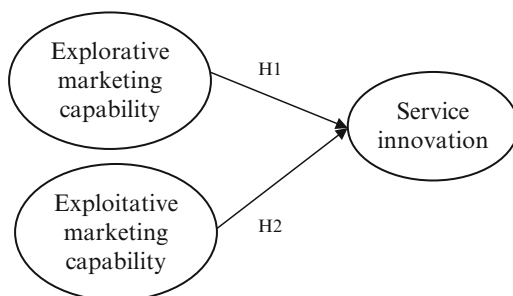 Explorative
marketing
capability
H1
Service
innovation
Exploitative
marketing
capability
H2